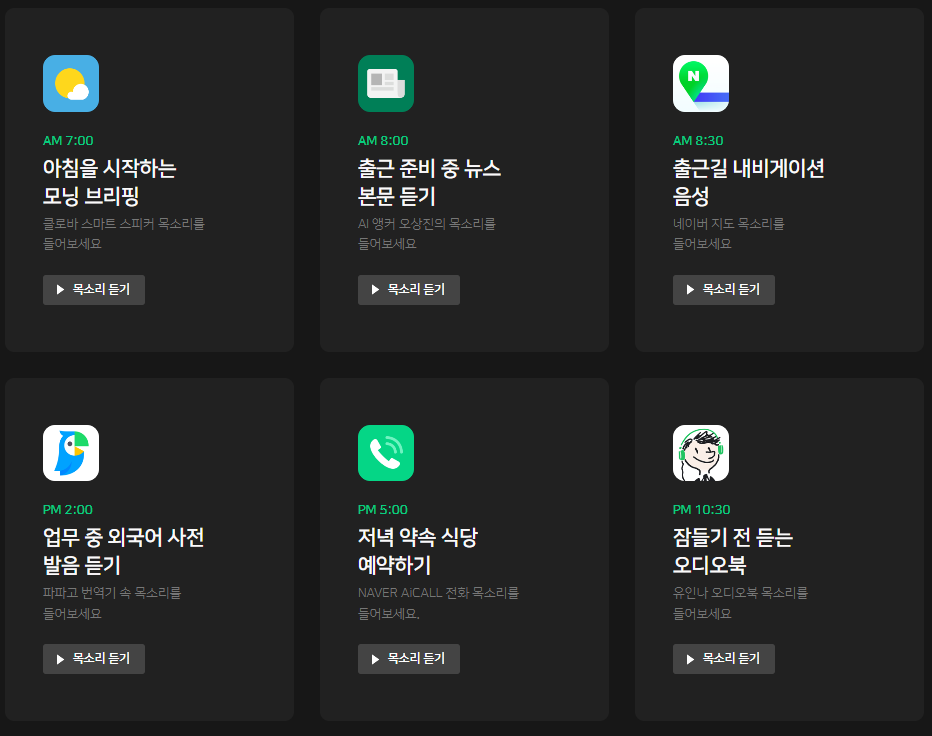 AM 7:00
아침을 시작하는
모닝 브리핑
클로바 스마트 스피커 목소리를
들어보세요
목소리 듣기
AM 8:00
출근 준비 중 뉴스
본문 듣기
AI 앵커 오상진의 목소리를
들어보세요
목소리 듣기
N
AM 8:30
출근길 내비게이션
음성
네이버 지도 목소리를
들어보세요
목소리 듣기
PM 2:00
업무 중 외국어 사전
발음 듣기
파파고 번역기 속 목소리를
들어보세요
목소리 듣기
PM 5:00
저녁 약속 식당
예약하기
NAVER AiCALL 전화 목소리를
들어보세요.
목소리 듣기
PM 10:30
잠들기 전 듣는
오디오북
유인나 오디오북 목소리를
들어보세요
목소리 듣기